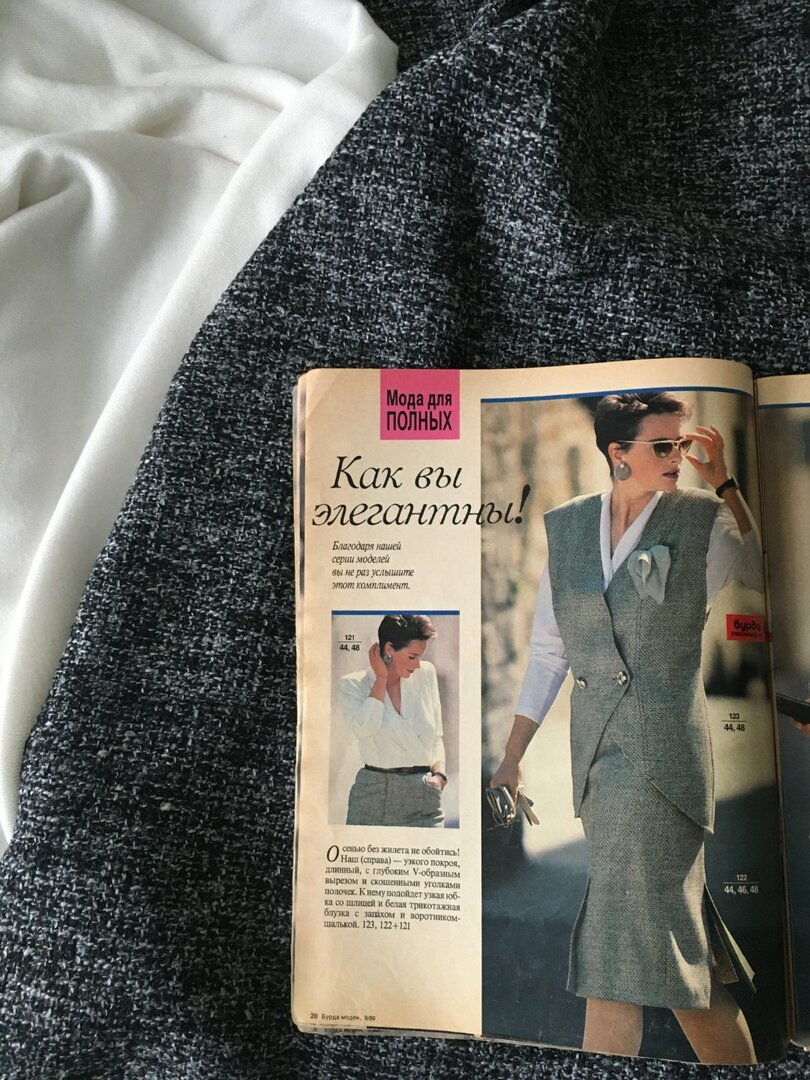 Мода для
ПОЛНЫХ
Как вы
элегантны!
Благодаря нашей
серии моделей
вы не раз услышите
этот комплимент.
121
44, 48
Осенью без жилета не обойтись!
Наш (справа) — узкого покроя,
длинный, с глубоким V-образным
вырезом и скошенными уголками
полочек. К нему подойдет узкая юб-
ка со шлицей и белая трикотажная
блузка с запахом и воротником-
шалькой. 123, 122+121
бурда
123
44, 48
122
44, 46, 48
20 Бурда моден, 8/89